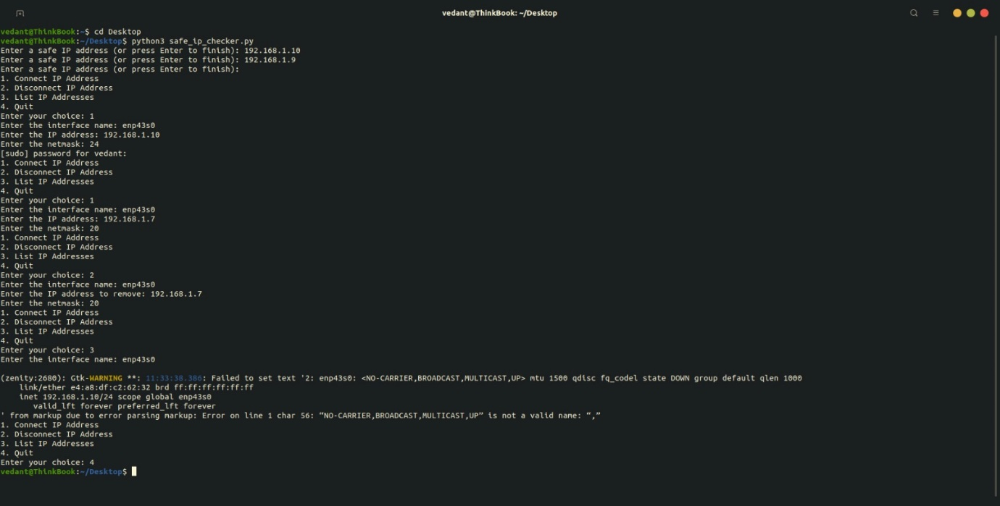 vedant@ThinkBook: ~/Desktop
vedant@ThinkBook:~$ cd Desktop
vedant@ThinkBook:~/Desktop$ python3 safe_ip_checker.py
Enter a safe IP address (or press Enter to finish): 192.168.1.10
Enter a safe IP address (or press Enter to finish): 192.168.1.9
Enter a safe IP address (or press Enter to finish):
1. Connect IP Address
2. Disconnect IP Address
3. List IP Addresses
4. Quit
Enter your choice: 1
Enter the interface name: enp43s0
Enter the IP address: 192.168.1.10
Enter the netmask: 24
[sudo] password for vedant:
1. Connect IP Address
2. Disconnect IP Address
3. List IP Addresses
4. Quit
Enter your choice: 1
Enter the interface name: enp43s0
Enter the IP address: 192.168.1.7
Enter the netmask: 20
1. Connect IP Address
2. Disconnect IP Address
3. List IP Addresses
4. Quit
Enter your choice: 2
Enter the interface name: enp43s0
Enter the IP address to remove: 192.168.1.7
Enter the netmask: 20
1. Connect IP Address
2. Disconnect IP Address
3. List IP Addresses
4. Quit
Enter your choice: 3
Enter the interface name: enp43s0
(zenity:2680): Gtk-WARNING **: 11:33:38.386: Failed to set text '2: enp43s0: <NO-CARRIER,BROADCAST,MULTICAST,UP> mtu 1500 qdisc fq_codel state DOWN group default qlen 1000
    link/ether e4:a8:df:c2:62:32 brd ff:ff:ff:ff:ff:ff
    inet 192.168.1.10/24 scope global enp43s0
       valid_lft forever preferred_lft forever
' from markup due to error parsing markup: Error on line 1 char 56: “NO-CARRIER,BROADCAST,MULTICAST,UP” is not a valid name: “,”
1. Connect IP Address
2. Disconnect IP Address
3. List IP Addresses
4. Quit
Enter your choice: 4
vedant@ThinkBook:~/Desktop$